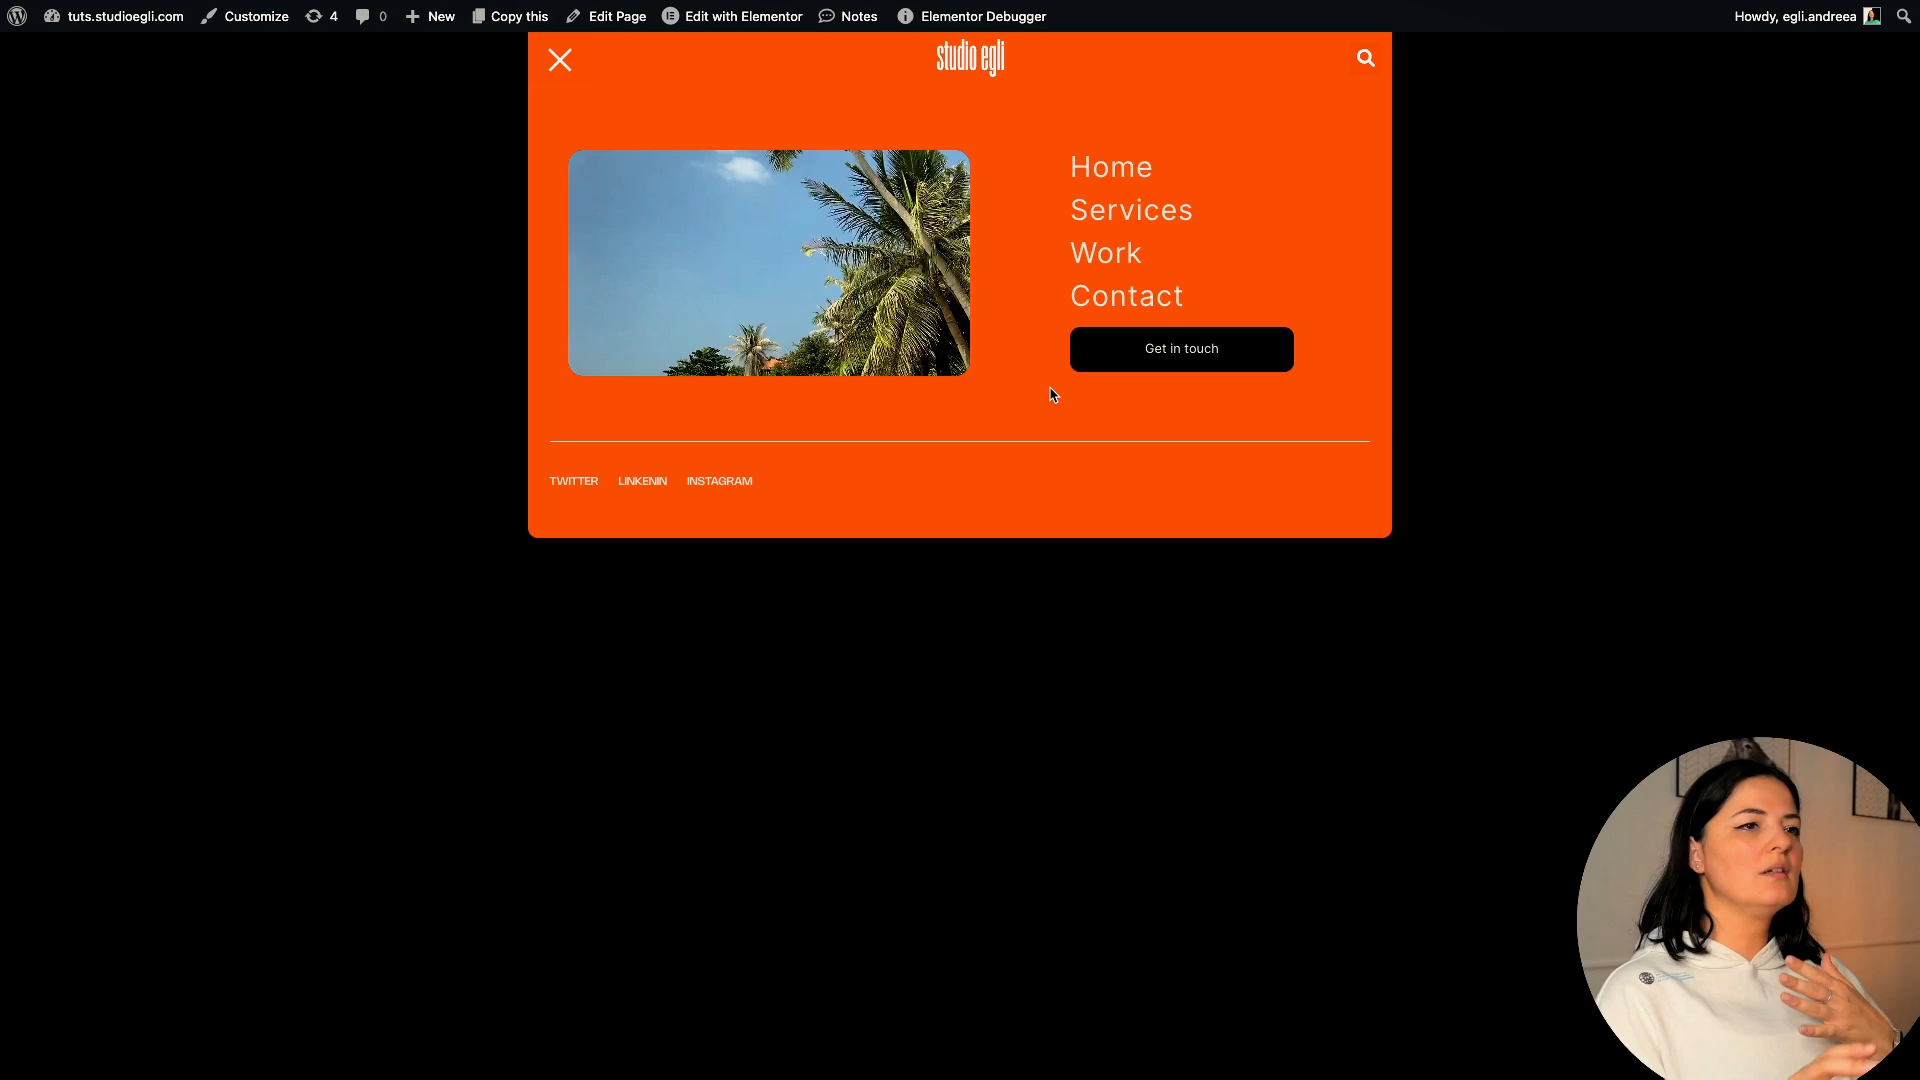 tuts.studioegli.com Customize 4 0 New Copy this Edit Page Edit with Elementor Notes Elementor Debugger Howdy, egli.andreea
studio egli
Home
Services
Work
Contact
Get in touch
TWITTER LINKENIN INSTAGRAM